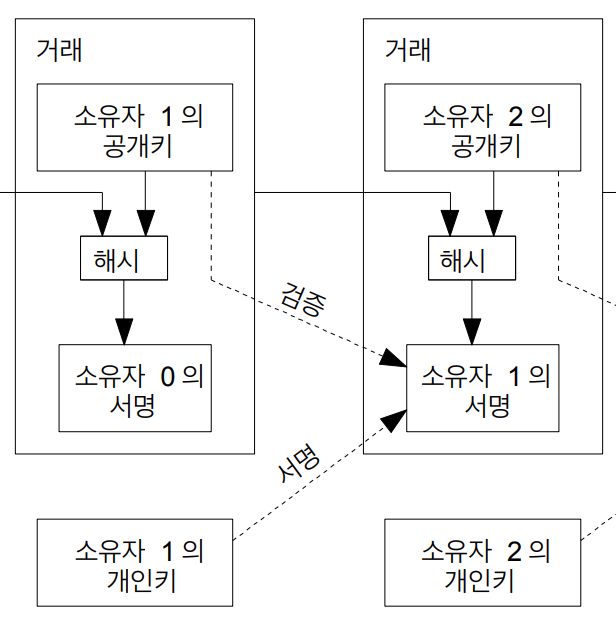 거래
소유자 1의
공개키
해시
소유자 0의
서명
소유자 1의
개인키
검증
서명
거래
소유자 2의
공개키
해시
소유자 1의
서명
소유자 2의
개인키